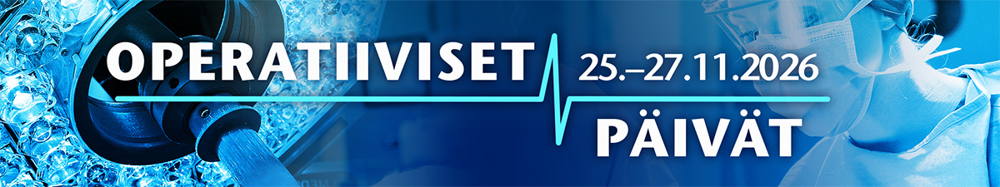 OPERATIIVISET
25.–27.11.2026
PÄIVÄT